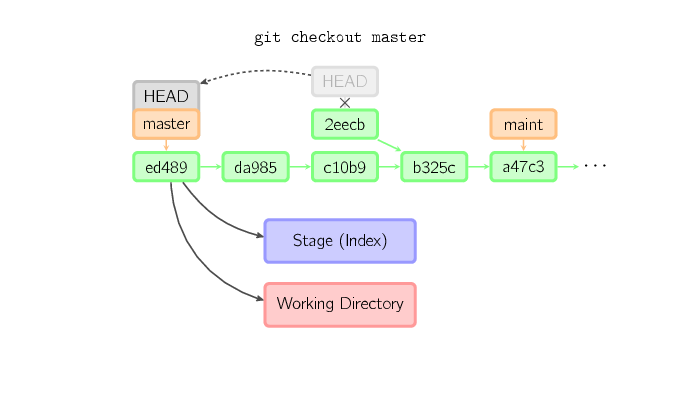 git checkout master
HEAD
HEAD
master
2eecb
maint
ed489
da985
c10b9
b325c
a47c3
...
Stage (Index)
Working Directory